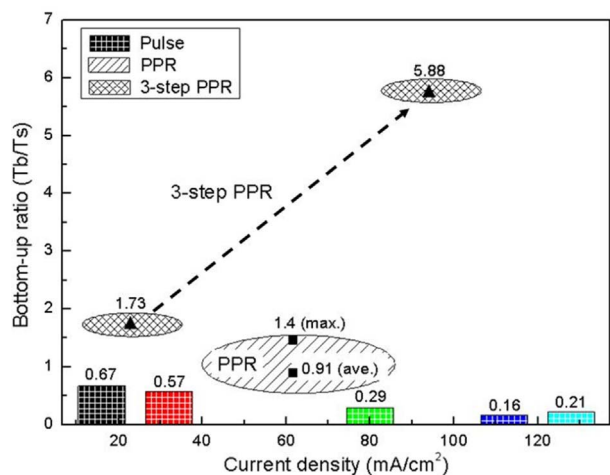 7
6
5
4
3
2
1
0
Bottom-up ratio (Tb/Ts)
Pulse
PPR
3-step PPR
5.88
3-step PPR
1.73
1.4 (max.)
PPR
0.91 (ave.)
0.67
0.57
0.29
0.16
0.21
20 40 60 80 100 120
Current density (mA/cm²)